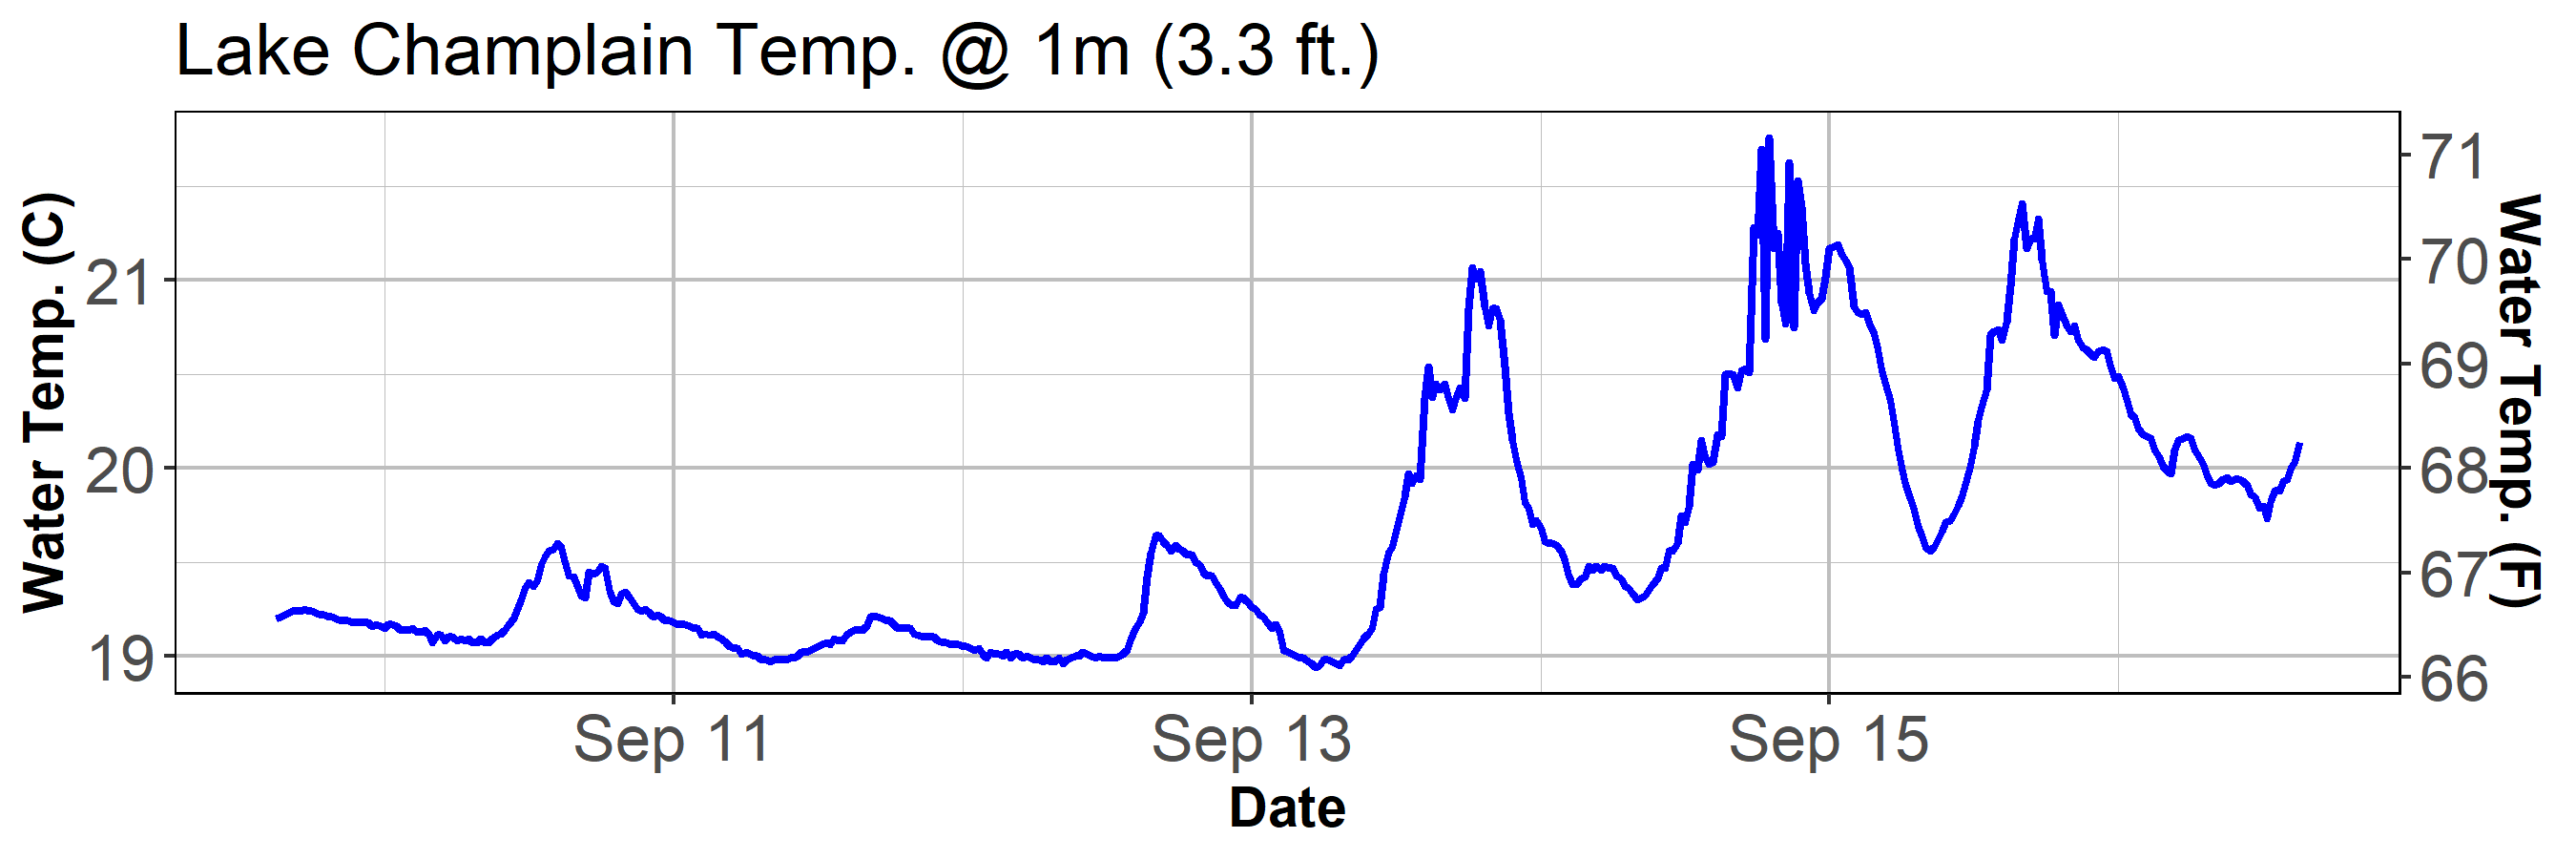 Lake Champlain Temp. @ 1m (3.3 ft.)
Water Temp. (C)
21
20
19
71
70
69
68
67
66
Water Temp. (F)
Sep 11
Sep 13
Sep 15
Date